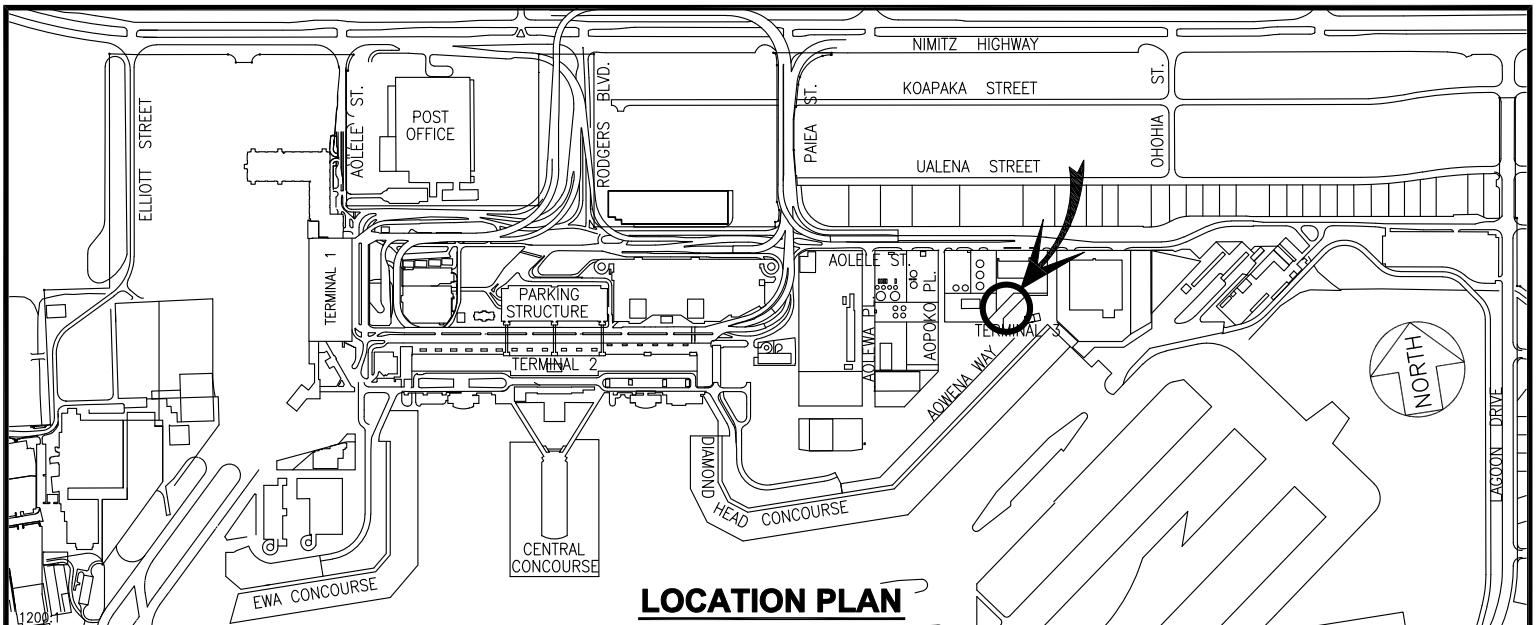 NIMITZ HIGHWAY
KOAPAKA STREET
UALENA STREET
ELLIOTT STREET
AOLELE ST.
POST
OFFICE
RODGERS BLVD.
PAIEA ST.
OHOHIA ST.
TERMINAL 1
PARKING
STRUCTURE
TERMINAL 2
AOLELE ST.
AOLEWA PL.
AOPOKO PL.
TERMINAL 3
AOWENA WAY
NORTH
LAGOON DRIVE
DIAMOND
HEAD CONCOURSE
CENTRAL
CONCOURSE
EWA CONCOURSE
LOCATION PLAN
1200:1